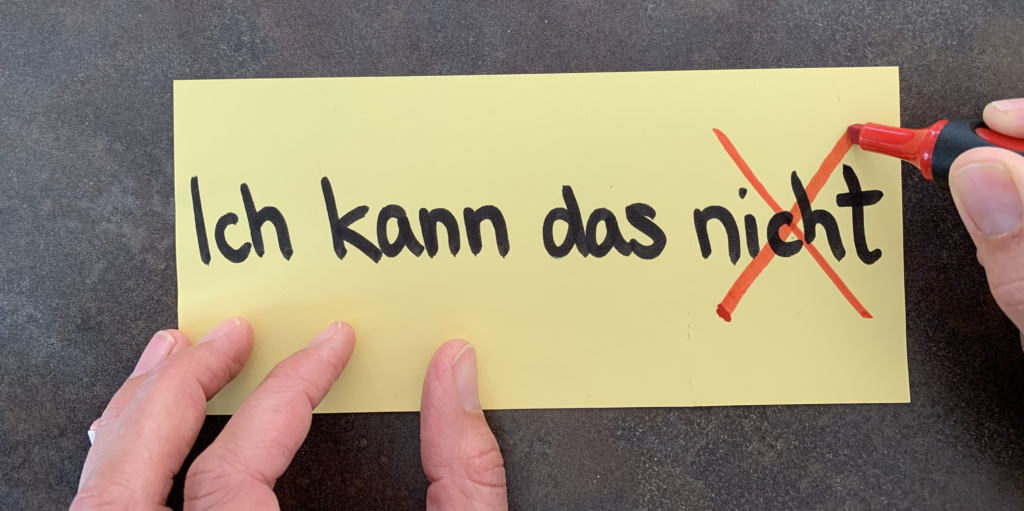 Ich kann das nicht